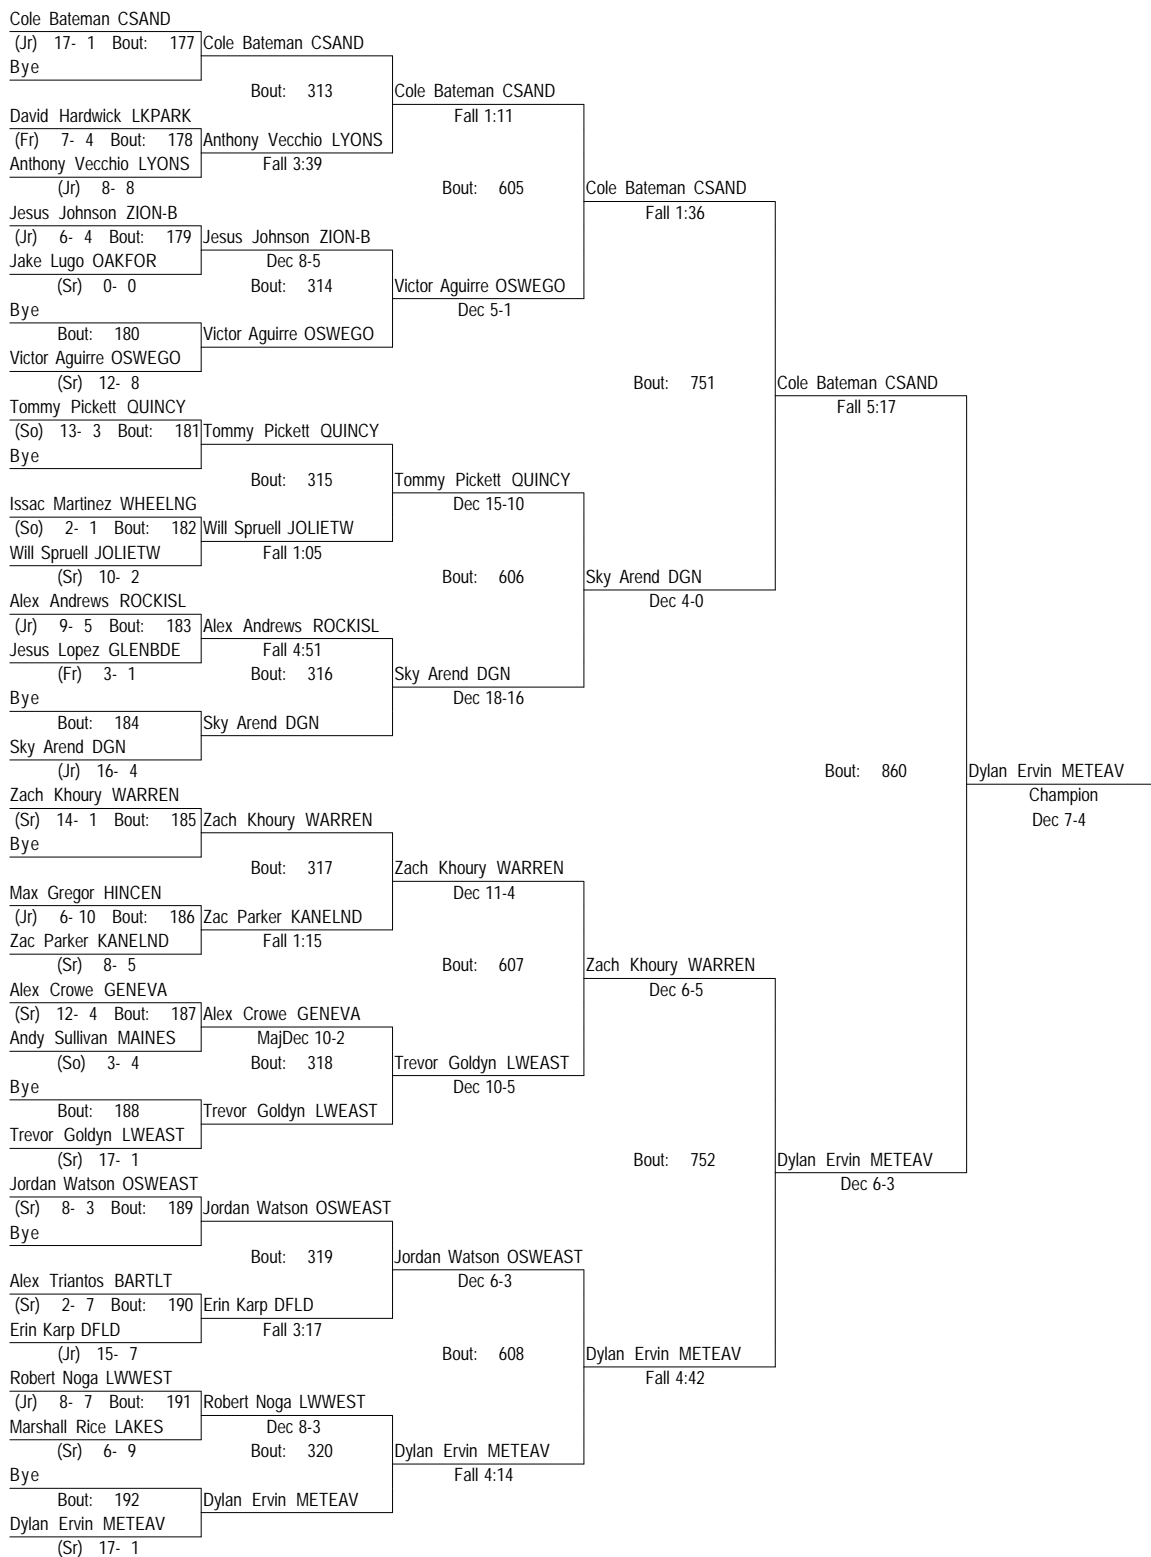 Cole Bateman CSAND
(Jr) 17- 1 Bout: 177 Cole Bateman CSAND
Bye
Bout: 313 Cole Bateman CSAND
David Hardwick LKPARK Fall 1:11
(Fr) 7- 4 Bout: 178 Anthony Vecchio LYONS
Anthony Vecchio LYONS Fall 3:39
(Jr) 8- 8 Bout: 605 Cole Bateman CSAND
Jesus Johnson ZION-B Fall 1:36
(Jr) 6- 4 Bout: 179 Jesus Johnson ZION-B
Jake Lugo OAKFOR Dec 8-5
(Sr) 0- 0 Bout: 314 Victor Aguirre OSWEGO
Bye Dec 5-1
Bout: 180 Victor Aguirre OSWEGO
Victor Aguirre OSWEGO
(Sr) 12- 8 Bout: 751 Cole Bateman CSAND
Tommy Pickett QUINCY Fall 5:17
(So) 13- 3 Bout: 181 Tommy Pickett QUINCY
Bye
Bout: 315 Tommy Pickett QUINCY
Issac Martinez WHEELNG Dec 15-10
(So) 2- 1 Bout: 182 Will Spruell JOLIETW
Will Spruell JOLIETW Fall 1:05
(Sr) 10- 2 Bout: 606 Sky Arend DGN
Alex Andrews ROCKISL Dec 4-0
(Jr) 9- 5 Bout: 183 Alex Andrews ROCKISL
Jesus Lopez GLENBDE Fall 4:51
(Fr) 3- 1 Bout: 316 Sky Arend DGN
Bye Dec 18-16
Bout: 184 Sky Arend DGN
Sky Arend DGN
(Jr) 16- 4 Bout: 860 Dylan Ervin METEAV
Zach Khoury WARREN Champion
(Sr) 14- 1 Bout: 185 Zach Khoury WARREN Dec 7-4
Bye
Bout: 317 Zach Khoury WARREN
Max Gregor HINCEN Dec 11-4
(Jr) 6- 10 Bout: 186 Zac Parker KANELND
Zac Parker KANELND Fall 1:15
(Sr) 8- 5 Bout: 607 Zach Khoury WARREN
Alex Crowe GENEVA Dec 6-5
(Sr) 12- 4 Bout: 187 Alex Crowe GENEVA
Andy Sullivan MAINES MajDec 10-2
(So) 3- 4 Bout: 318 Trevor Goldyn LWEAST
Bye Dec 10-5
Bout: 188 Trevor Goldyn LWEAST
Trevor Goldyn LWEAST
(Sr) 17- 1 Bout: 752 Dylan Ervin METEAV
Jordan Watson OSWEAST Dec 6-3
(Sr) 8- 3 Bout: 189 Jordan Watson OSWEAST
Bye
Bout: 319 Jordan Watson OSWEAST
Alex Triantos BARTLT Dec 6-3
(Sr) 2- 7 Bout: 190 Erin Karp DFLD
Erin Karp DFLD Fall 3:17
(Jr) 15- 7 Bout: 608 Dylan Ervin METEAV
Robert Noga LWWEST Fall 4:42
(Jr) 8- 7 Bout: 191 Robert Noga LWWEST
Marshall Rice LAKES Dec 8-3
(Sr) 6- 9 Bout: 320 Dylan Ervin METEAV
Bye Fall 4:14
Bout: 192 Dylan Ervin METEAV
Dylan Ervin METEAV
(Sr) 17- 1